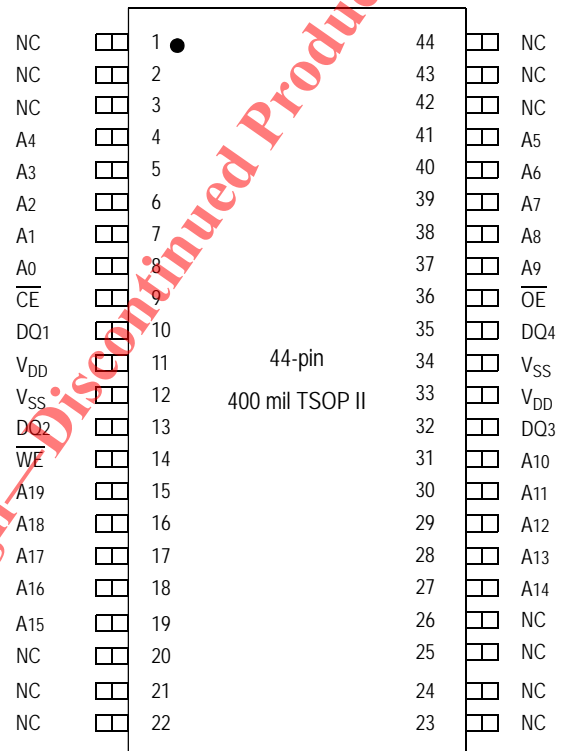 NC 1 44 NC
NC 2 43 NC
NC 3 42 NC
A4 4 41 A5
A3 5 40 A6
A2 6 39 A7
A1 7 38 A8
A0 8 37 A9
C̅E̅ 9 36 O̅E̅
DQ1 10 35 DQ4
VDD 11 44-pin 34 VSS
VSS 12 400 mil TSOP II 33 VDD
DQ2 13 32 DQ3
W̅E̅ 14 31 A10
A19 15 30 A11
A18 16 29 A12
A17 17 28 A13
A16 18 27 A14
A15 19 26 NC
NC 20 25 NC
NC 21 24 NC
NC 22 23 NC
—Discontinued